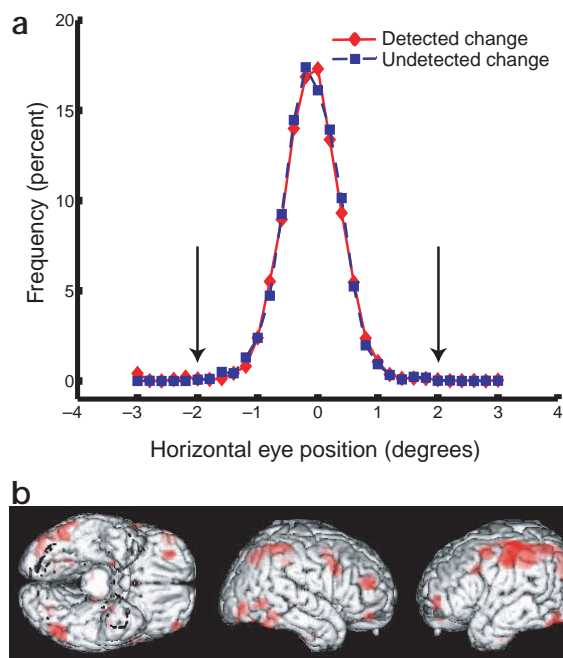 a
20
15
10
5
0
Frequency (percent)
Detected change
Undetected change
–4 –3 –2 –1 0 1 2 3 4
Horizontal eye position (degrees)
b